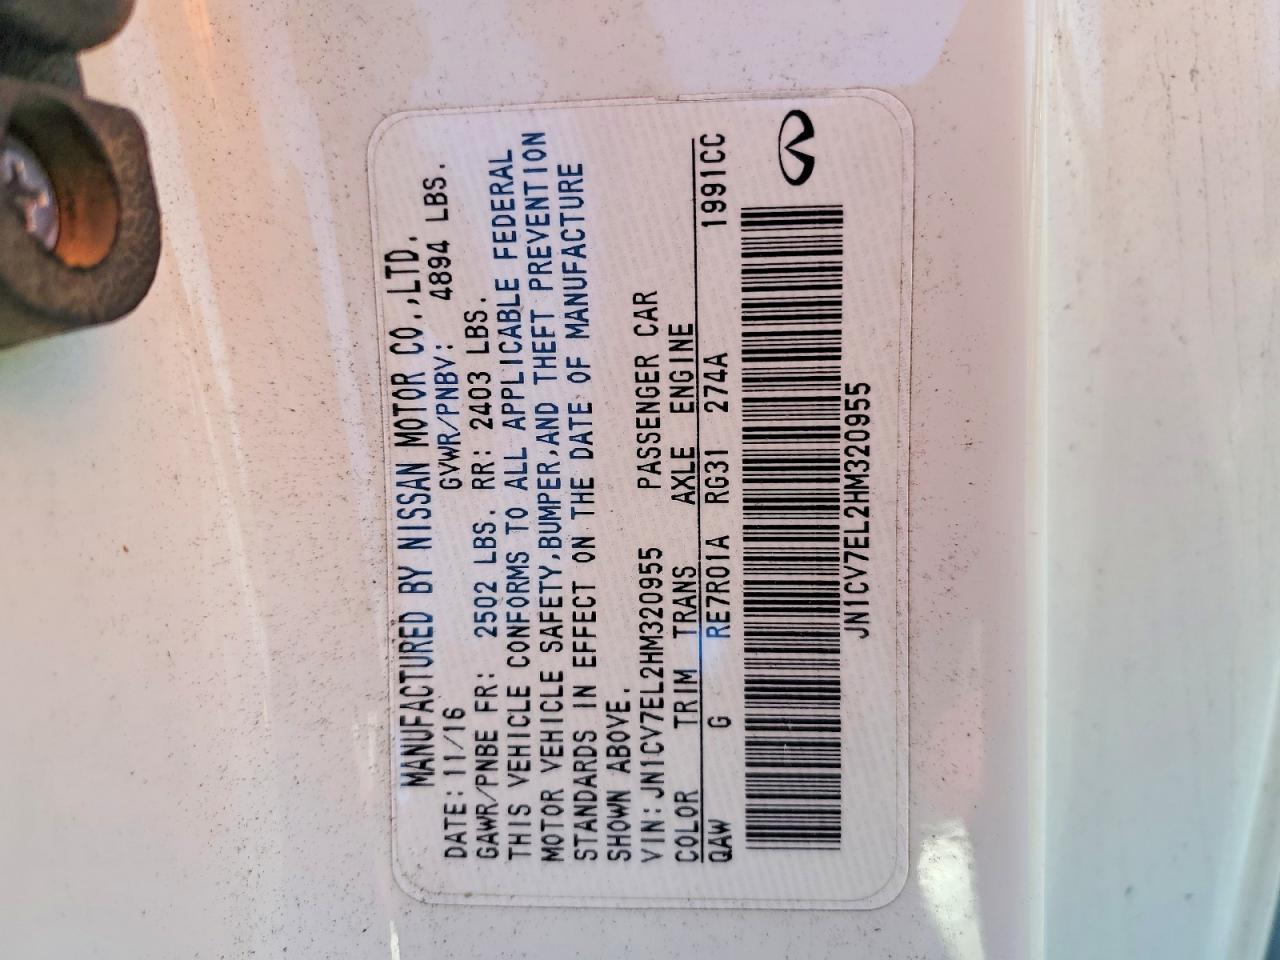 MANUFACTURED BY NISSAN MOTOR CO.,LTD.
DATE: 11/16 GVWR/PNBV: 4894 LBS.
GAWR/PNBE FR: 2502 LBS. RR: 2403 LBS.
THIS VEHICLE CONFORMS TO ALL APPLICABLE FEDERAL
MOTOR VEHICLE SAFETY,BUMPER,AND THEFT PREVENTION
STANDARDS IN EFFECT ON THE DATE OF MANUFACTURE
SHOWN ABOVE.
VIN: JN1CV7EL2HM320955 PASSENGER CAR
COLOR TRIM TRANS AXLE ENGINE
QAW G RE7R01A RG31 274A 1991CC
JN1CV7EL2HM320955